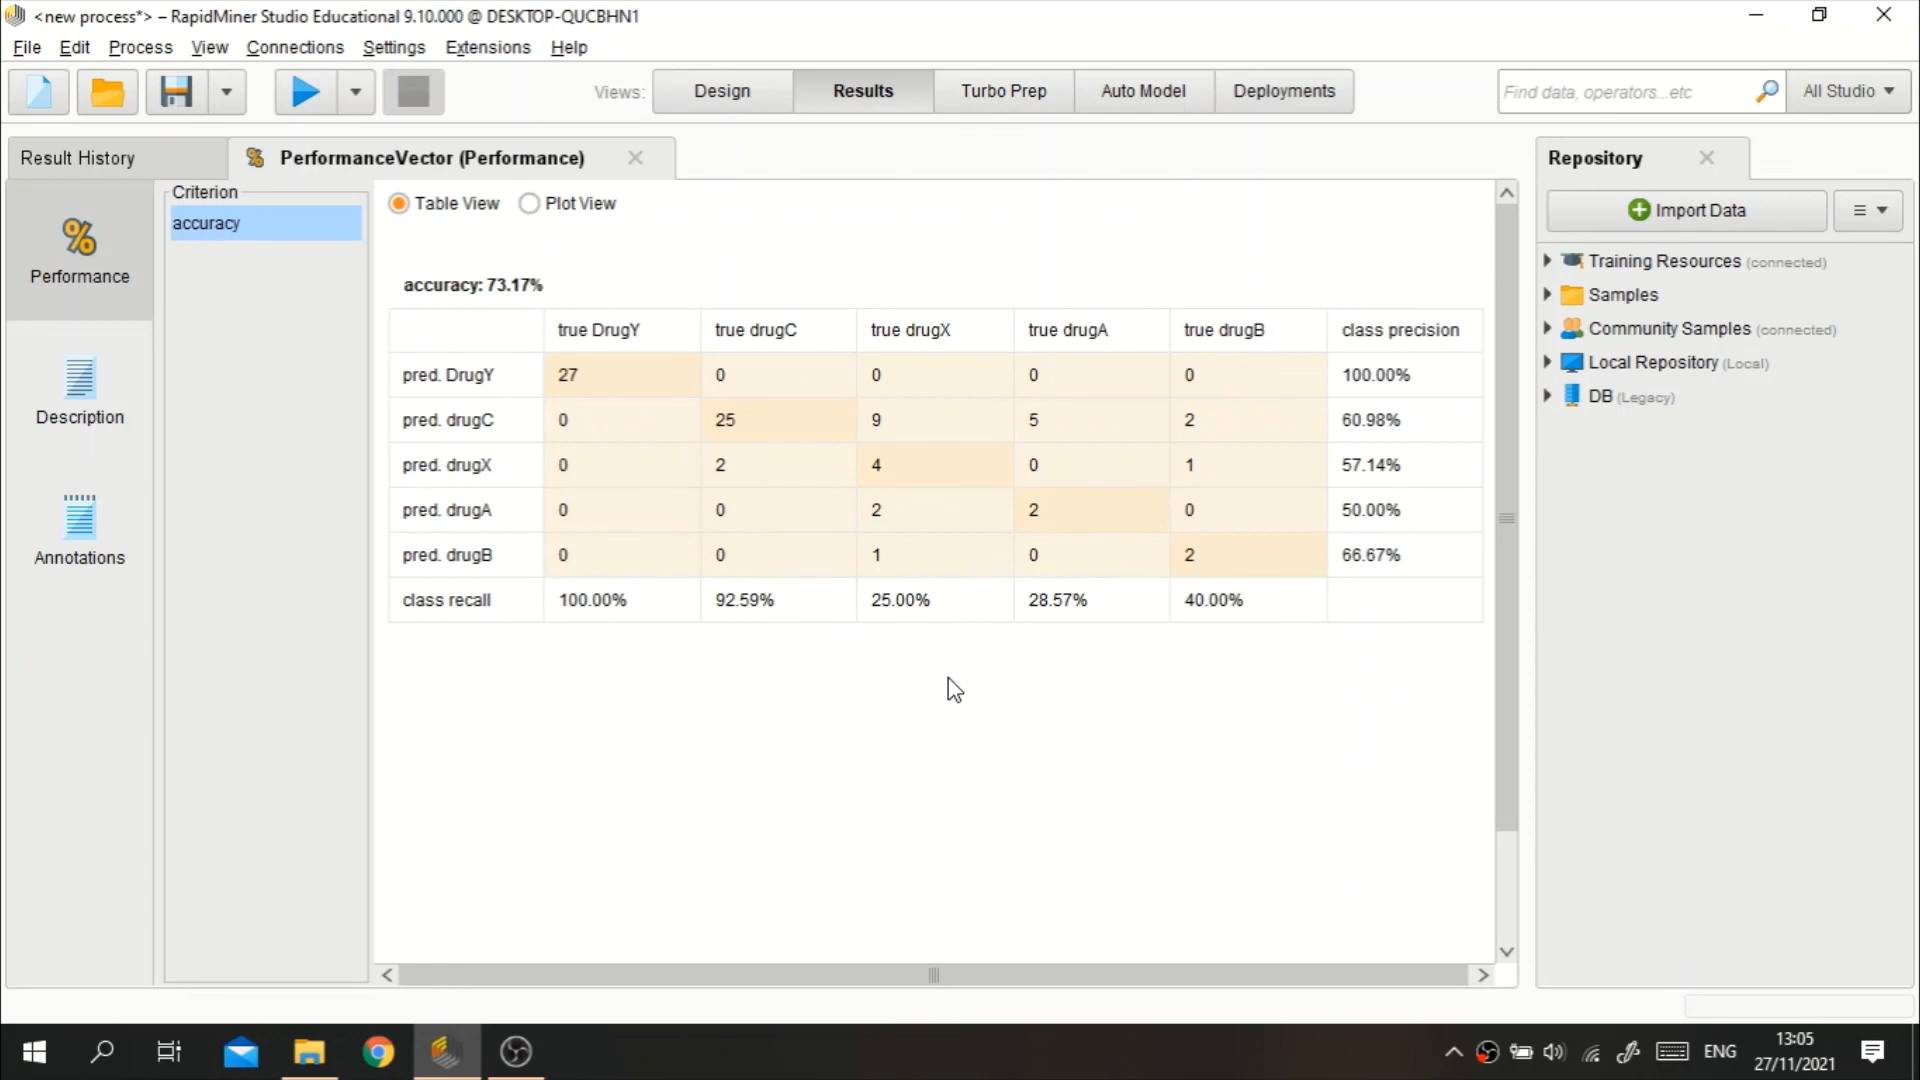 <new process*> – RapidMiner Studio Educational 9.10.000 @ DESKTOP-QUCBHN1
File Edit Process View Connections Settings Extensions Help
Views: Design Results Turbo Prep Auto Model Deployments
Find data, operators...etc
All Studio
Result History
PerformanceVector (Performance)
Repository
Performance
Description
Annotations
Criterion
accuracy
Table View Plot View
accuracy: 73.17%
true DrugY true drugC true drugX true drugA true drugB class precision
pred. DrugY 27 0 0 0 0 100.00%
pred. drugC 0 25 9 5 2 60.98%
pred. drugX 0 2 4 0 1 57.14%
pred. drugA 0 0 2 2 0 50.00%
pred. drugB 0 0 1 0 2 66.67%
class recall 100.00% 92.59% 25.00% 28.57% 40.00%
Import Data
Training Resources (connected)
Samples
Community Samples (connected)
Local Repository (Local)
DB (Legacy)
ENG
13:05
27/11/2021